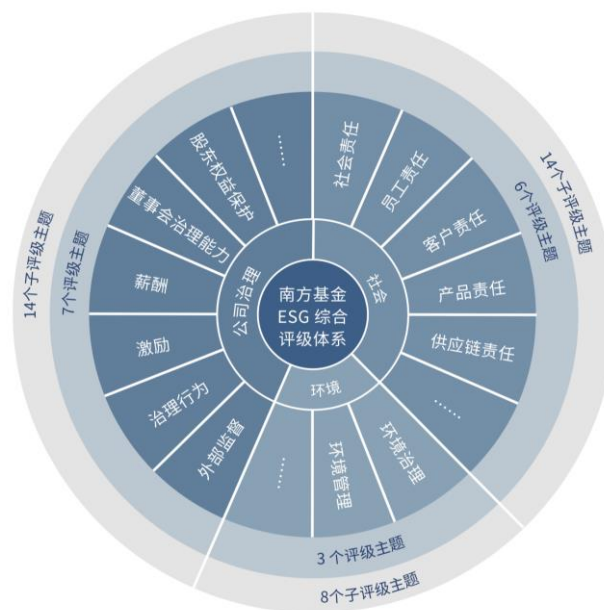 南方基金
ESG 综合
评级体系
社会
环境
公司治理
社会责任
员工责任
客户责任
产品责任
供应链责任
……
环境治理
环境管理
……
外部监督
治理行为
激励
薪酬
董事会治理能力
股东权益保护
……
6个评级主题
14个子评级主题
3 个评级主题
8个子评级主题
7个评级主题
14个子评级主题